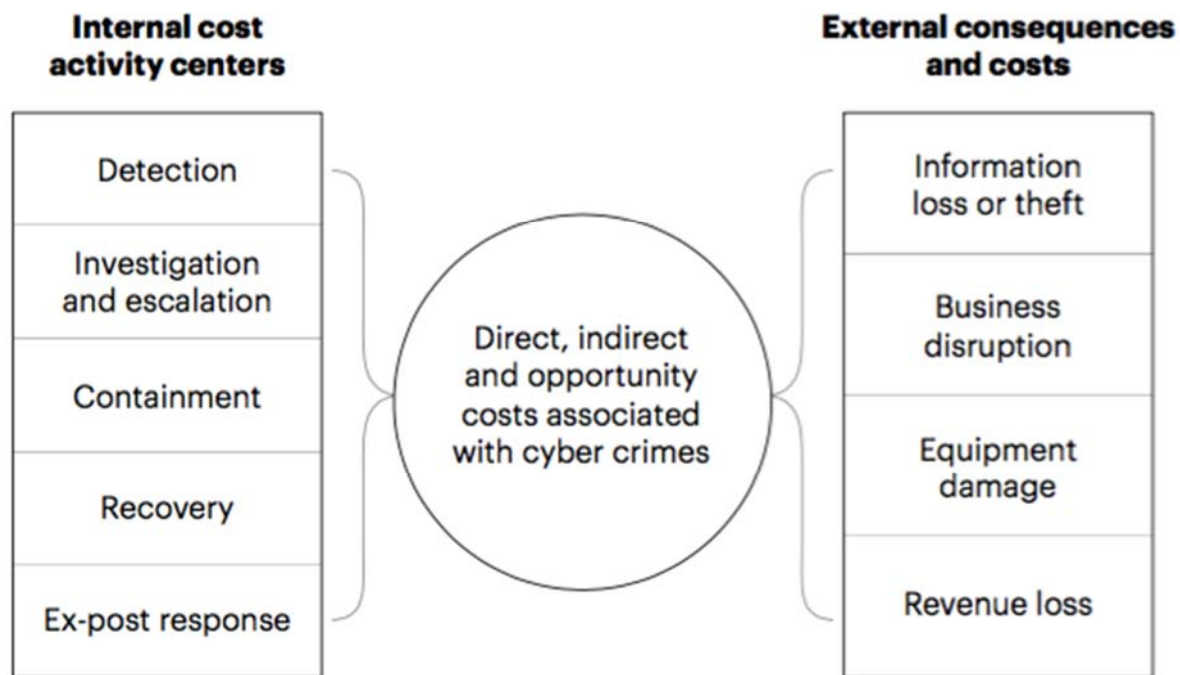 Internal cost
activity centers
Detection
Investigation
and escalation
Containment
Recovery
Ex-post response
Direct, indirect
and opportunity
costs associated
with cyber crimes
External consequences
and costs
Information
loss or theft
Business
disruption
Equipment
damage
Revenue loss